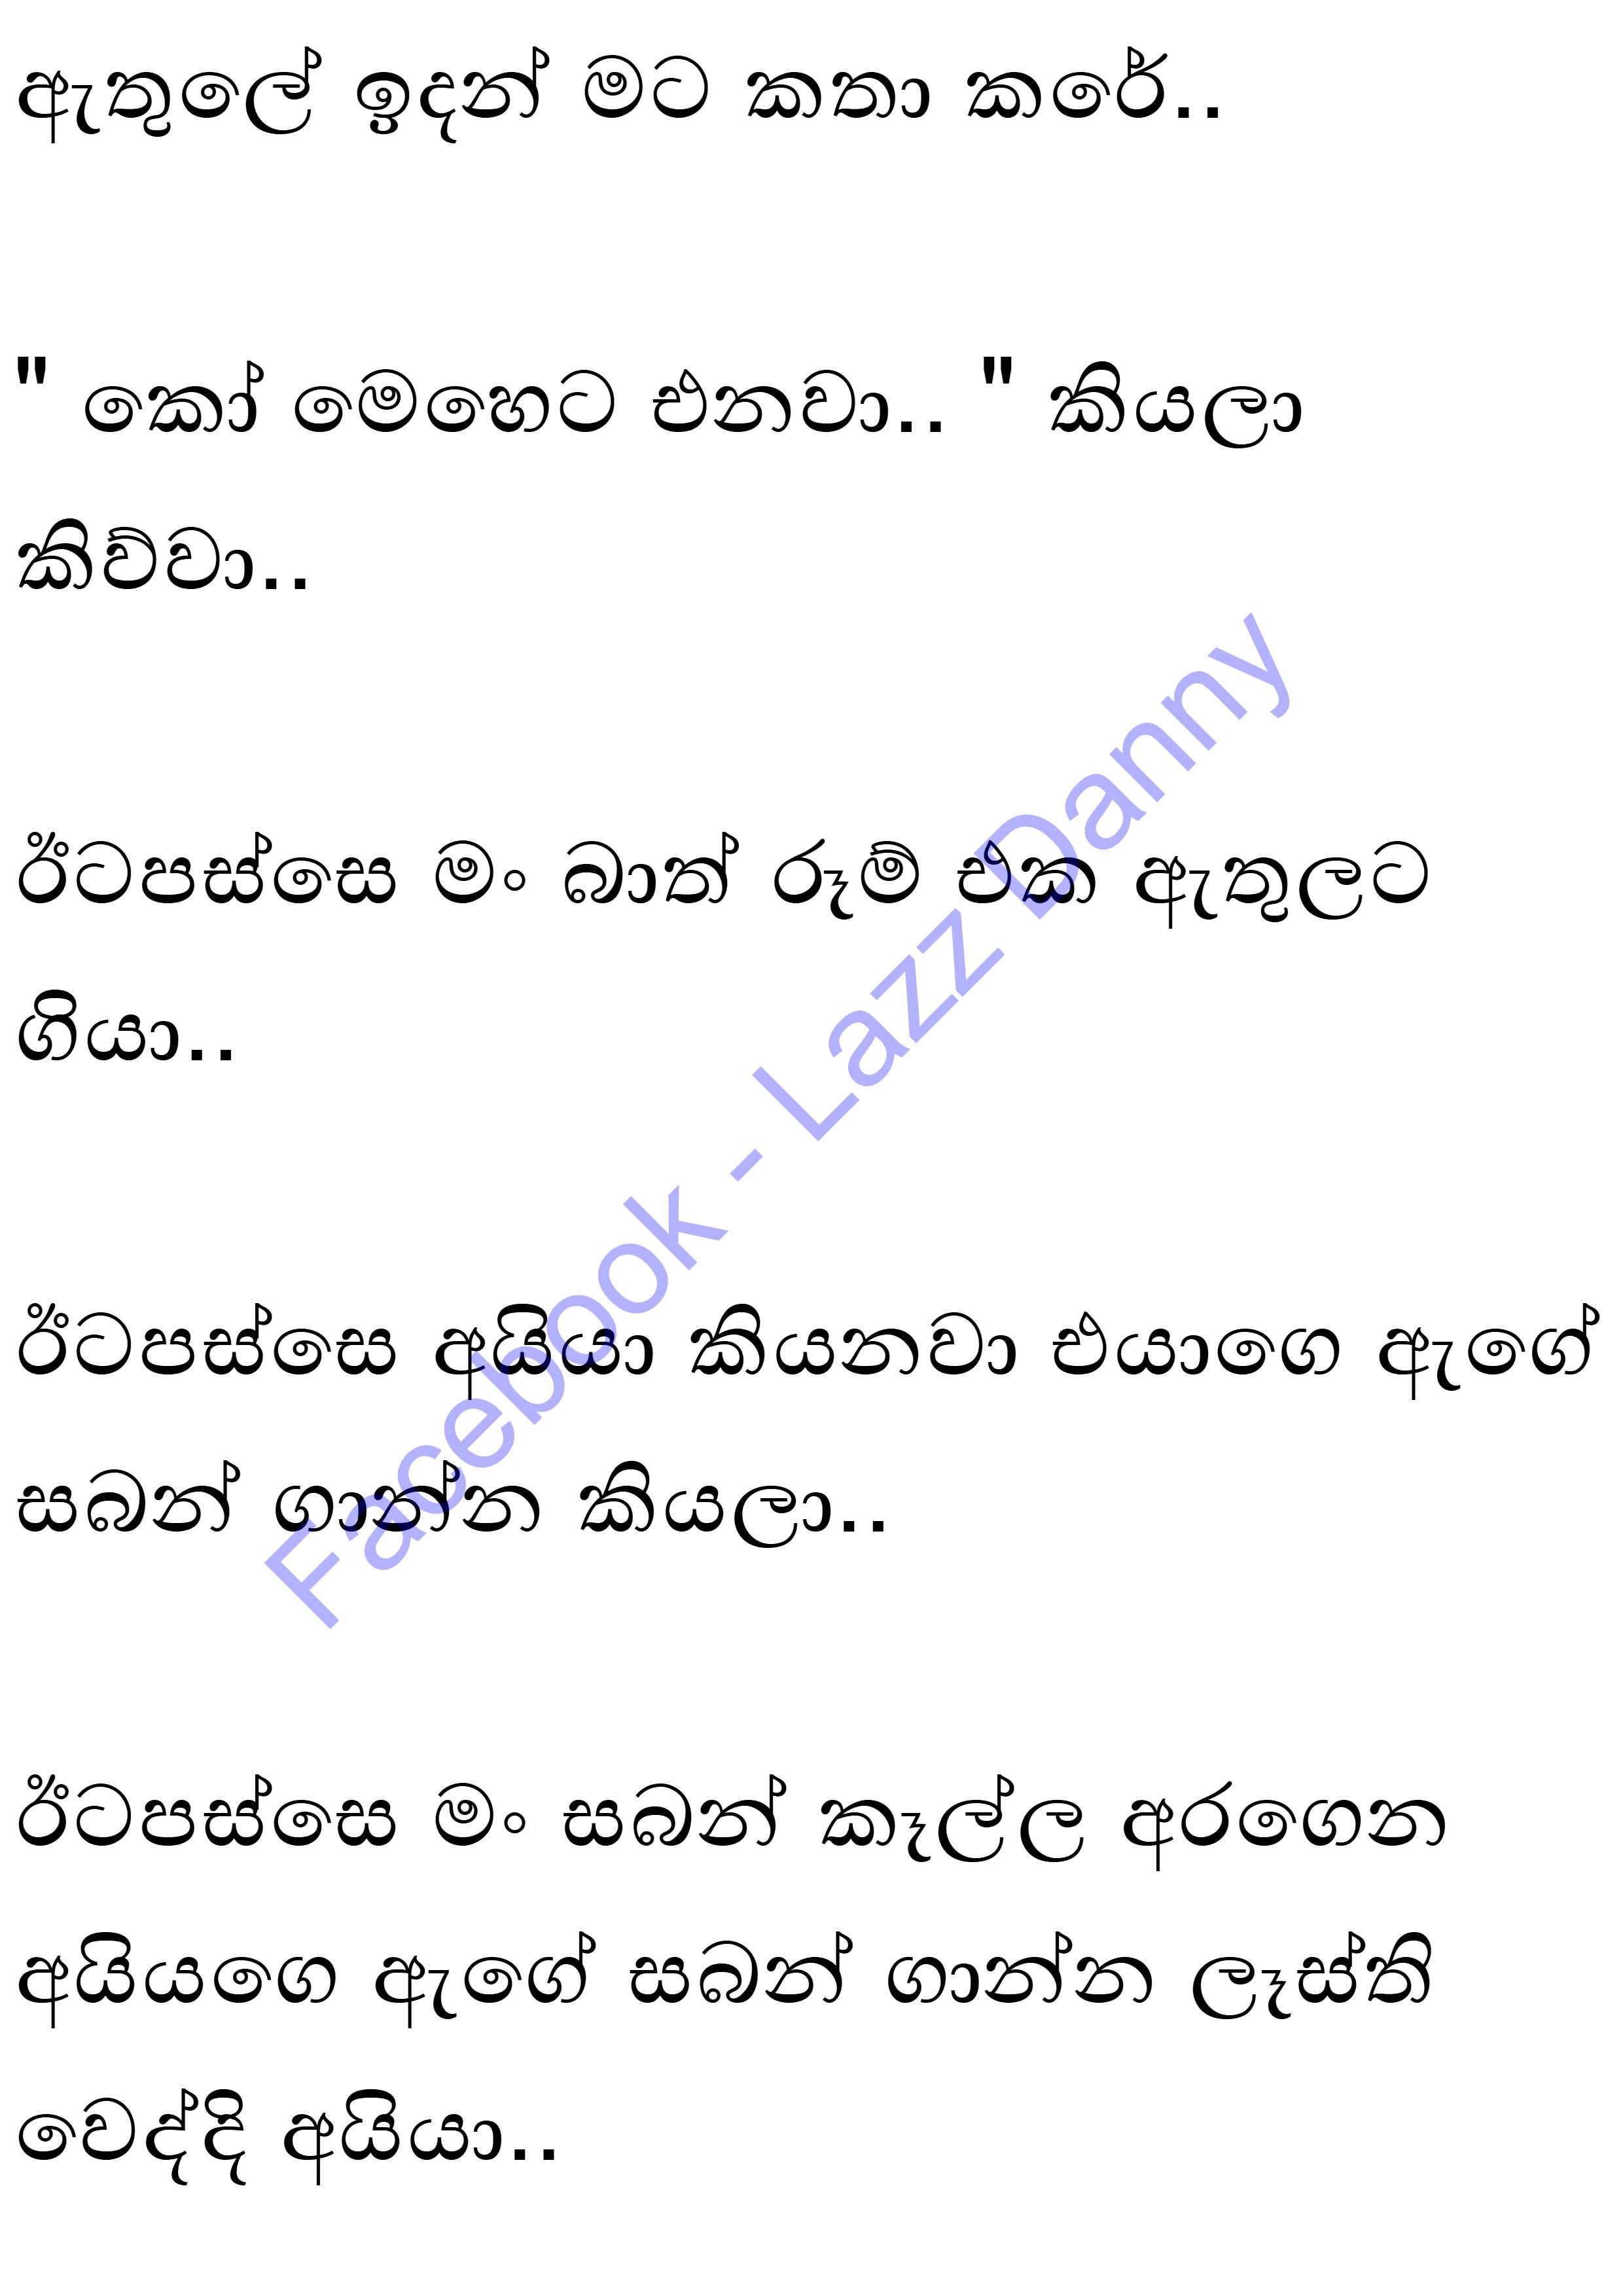 ඇතුලේ ඉදන් මට කතා කරේ..
" කෝ මෙහෙට එනවා.. " කියලා
කිව්වා..
ඊටපස්සෙ මං බාත් රූම් එක ඇතුලට
ගියා..
ඊටපස්සෙ අයියා කියනවා එයාගෙ ඇගේ
සබන් ගාන්න කියලා..
ඊටපස්සෙ මං සබන් කෑල්ල අරගෙන
අයියගෙ ඇගේ සබන් ගාන්න ලෑස්ති
වෙද්දි අයියා..
Facebook - Lazz Danny